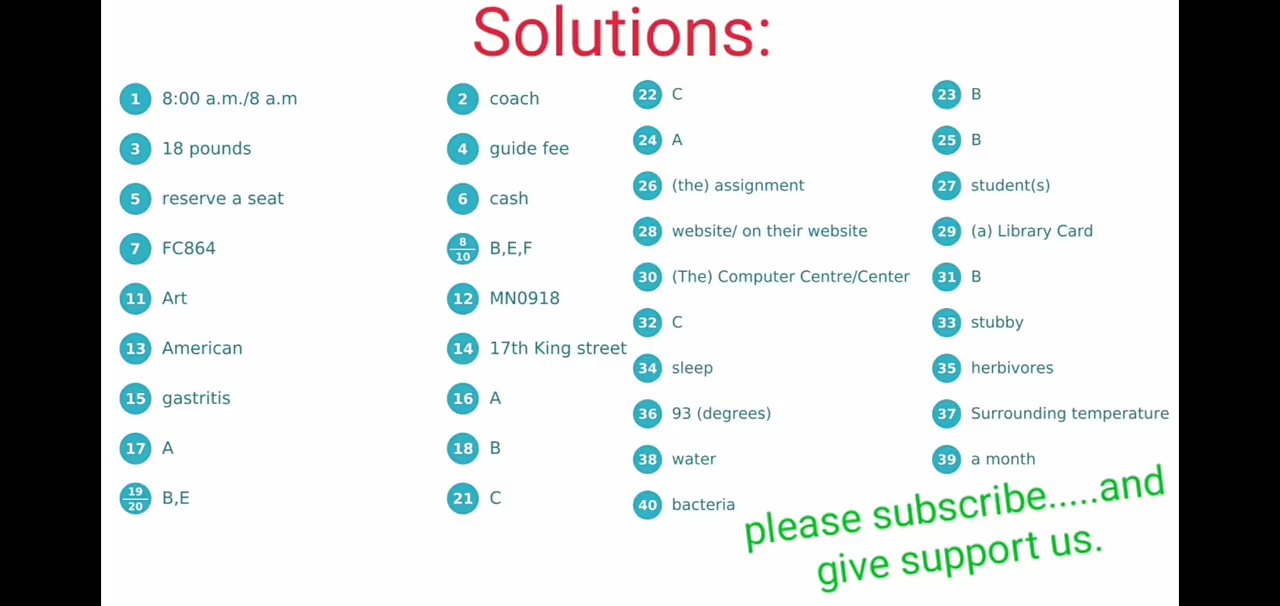 Solutions:
1 8:00 a.m./8 a.m
2 coach
3 18 pounds
4 guide fee
5 reserve a seat
6 cash
7 FC864
8/10 B,E,F
11 Art
12 MN0918
13 American
14 17th King street
15 gastritis
16 A
17 A
18 B
19/20 B,E
21 C
22 C
23 B
24 A
25 B
26 (the) assignment
27 student(s)
28 website/ on their website
29 (a) Library Card
30 (The) Computer Centre/Center
31 B
32 C
33 stubby
34 sleep
35 herbivores
36 93 (degrees)
37 Surrounding temperature
38 water
39 a month
40 bacteria
please subscribe.....and
give support us.